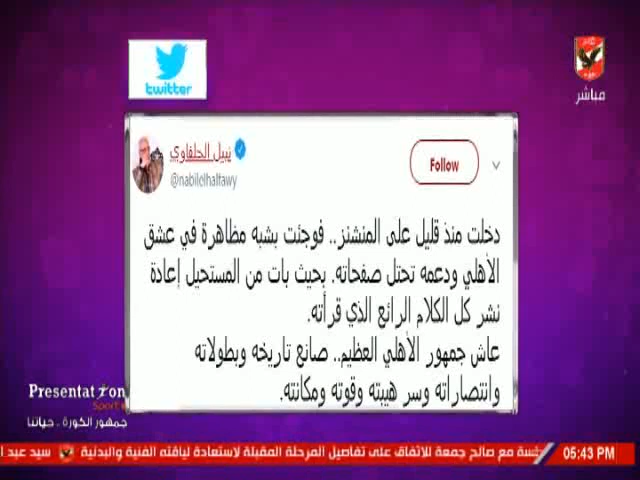 twitter
مباشر
نبيل الحلفاوي
@nabilelhalfawy
Follow
دخلت منذ قليل على المنشنز.. فوجئت بشبه مظاهرة في عشق
الأهلي ودعمه تحتل صفحاته. بحيث بات من المستحيل إعادة
نشر كل الكلام الرائع الذي قرأته.
عاش جمهور الأهلي العظيم.. صانع تاريخه وبطولاته
وانتصاراته وسر هيبته وقوته ومكانته.
Presentation
Sports
جمهور الكورة .. حياتنا
مع صالح جمعة للاتفاق على تفاصيل المرحلة المقبلة لاستعادة لياقته الفنية والبدنية
سيد عبد
05:43 PM